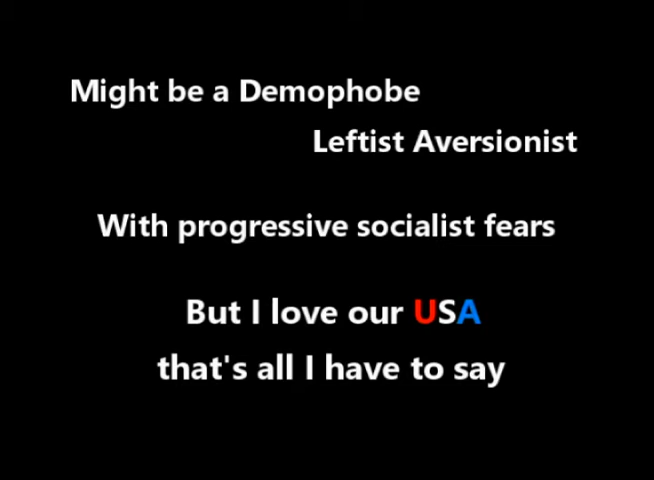 Might be a Demophobe
Leftist Aversionist
With progressive socialist fears
But I love our USA
that's all I have to say